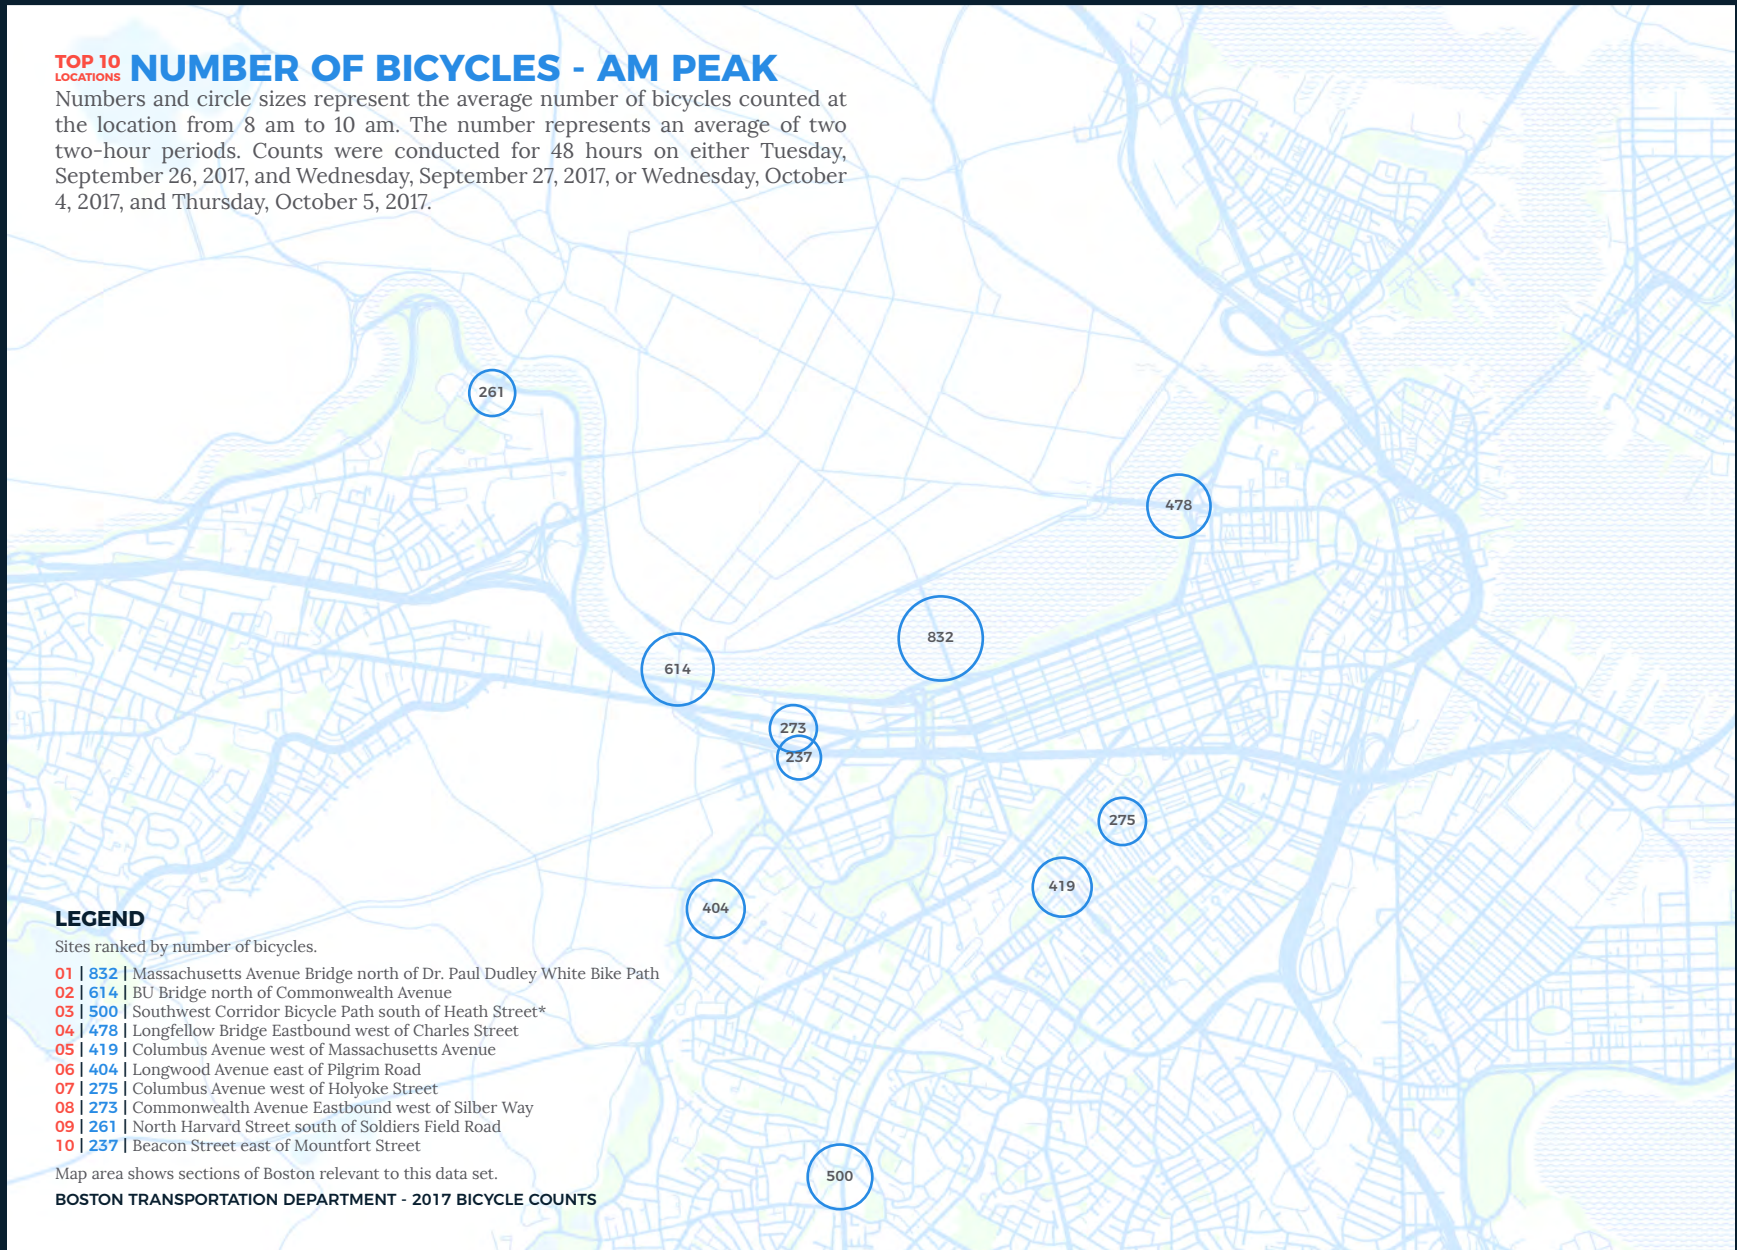 TOP 10
LOCATIONS
NUMBER OF BICYCLES - AM PEAK
Numbers and circle sizes represent the average number of bicycles counted at
the location from 8 am to 10 am. The number represents an average of two
two-hour periods. Counts were conducted for 48 hours on either Tuesday,
September 26, 2017, and Wednesday, September 27, 2017, or Wednesday, October
4, 2017, and Thursday, October 5, 2017.
261
478
832
614
273
237
275
419
404
500
LEGEND
Sites ranked by number of bicycles.
01 | 832 | Massachusetts Avenue Bridge north of Dr. Paul Dudley White Bike Path
02 | 614 | BU Bridge north of Commonwealth Avenue
03 | 500 | Southwest Corridor Bicycle Path south of Heath Street*
04 | 478 | Longfellow Bridge Eastbound west of Charles Street
05 | 419 | Columbus Avenue west of Massachusetts Avenue
06 | 404 | Longwood Avenue east of Pilgrim Road
07 | 275 | Columbus Avenue west of Holyoke Street
08 | 273 | Commonwealth Avenue Eastbound west of Silber Way
09 | 261 | North Harvard Street south of Soldiers Field Road
10 | 237 | Beacon Street east of Mountfort Street
Map area shows sections of Boston relevant to this data set.
BOSTON TRANSPORTATION DEPARTMENT - 2017 BICYCLE COUNTS